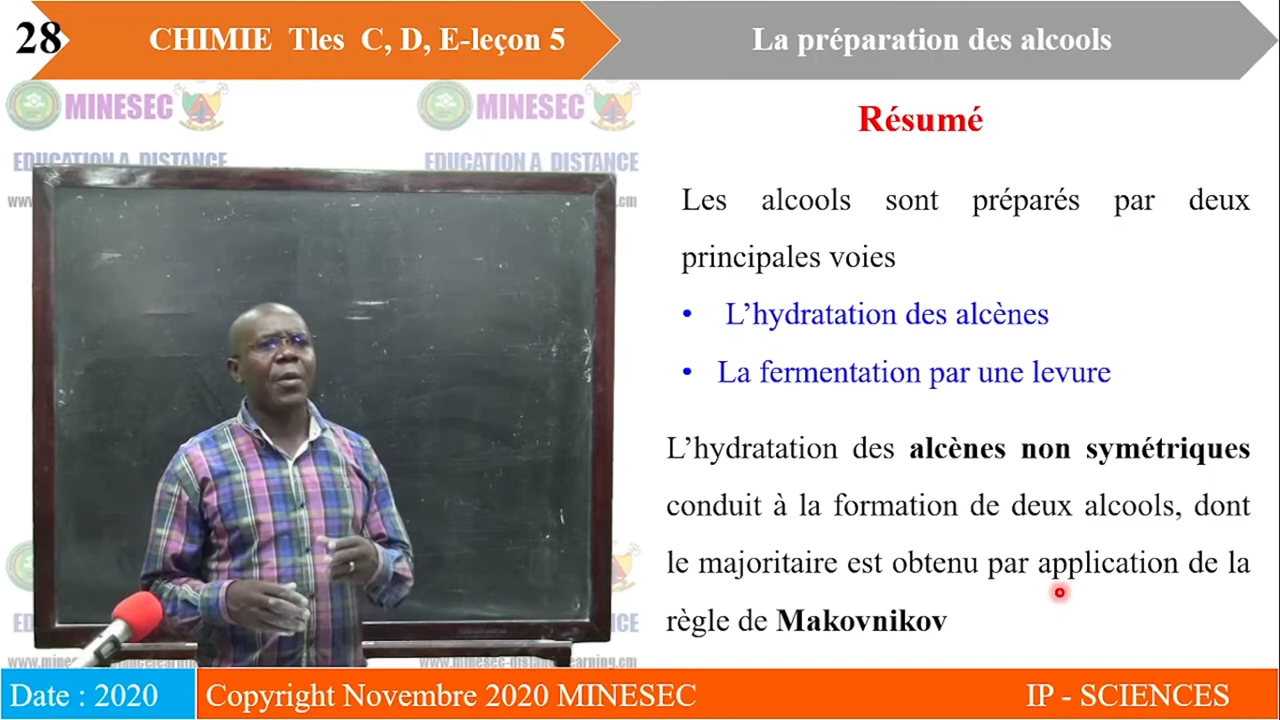 28
CHIMIE Tles C, D, E-leçon 5
La préparation des alcools
MINESEC
MINESEC
EDUCATION A DISTANCE
EDUCATION A DISTANCE
Résumé
Les alcools sont préparés par deux
principales voies
• L’hydratation des alcènes
• La fermentation par une levure
L’hydratation des alcènes non symétriques
conduit à la formation de deux alcools, dont
le majoritaire est obtenu par application de la
règle de Makovnikov
Date : 2020
Copyright Novembre 2020 MINESEC
IP - SCIENCES